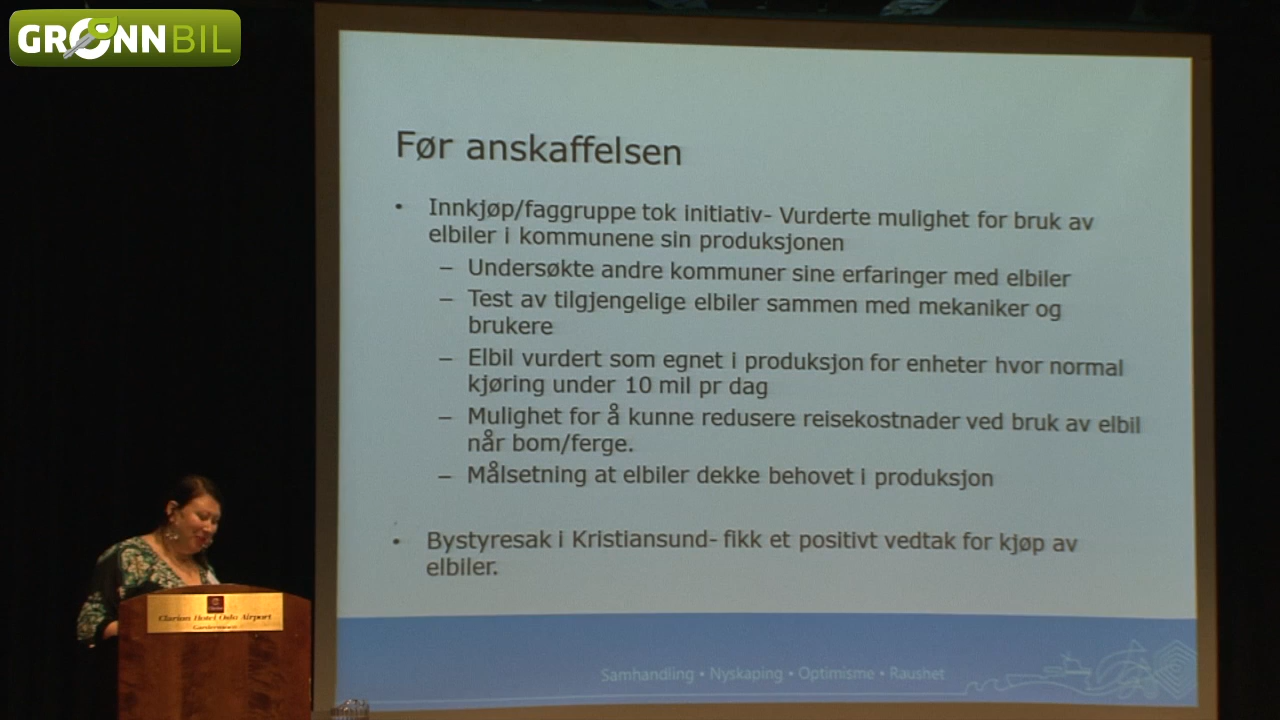 GRØNN BIL
Før anskaffelsen
• Innkjøp/faggruppe tok initiativ- Vurderte mulighet for bruk av
elbiler i kommunene sin produksjonen
– Undersøkte andre kommuner sine erfaringer med elbiler
– Test av tilgjengelige elbiler sammen med mekaniker og
brukere
– Elbil vurdert som egnet i produksjon for enheter hvor normal
kjøring under 10 mil pr dag
– Mulighet for å kunne redusere reisekostnader ved bruk av elbil
når bom/ferge.
– Målsetning at elbiler dekke behovet i produksjon
• Bystyresak i Kristiansund- fikk et positivt vedtak for kjøp av
elbiler.
Samhandling • Nyskaping • Optimisme • Raushet
Clarion Hotel Oslo Airport
Gardermoen